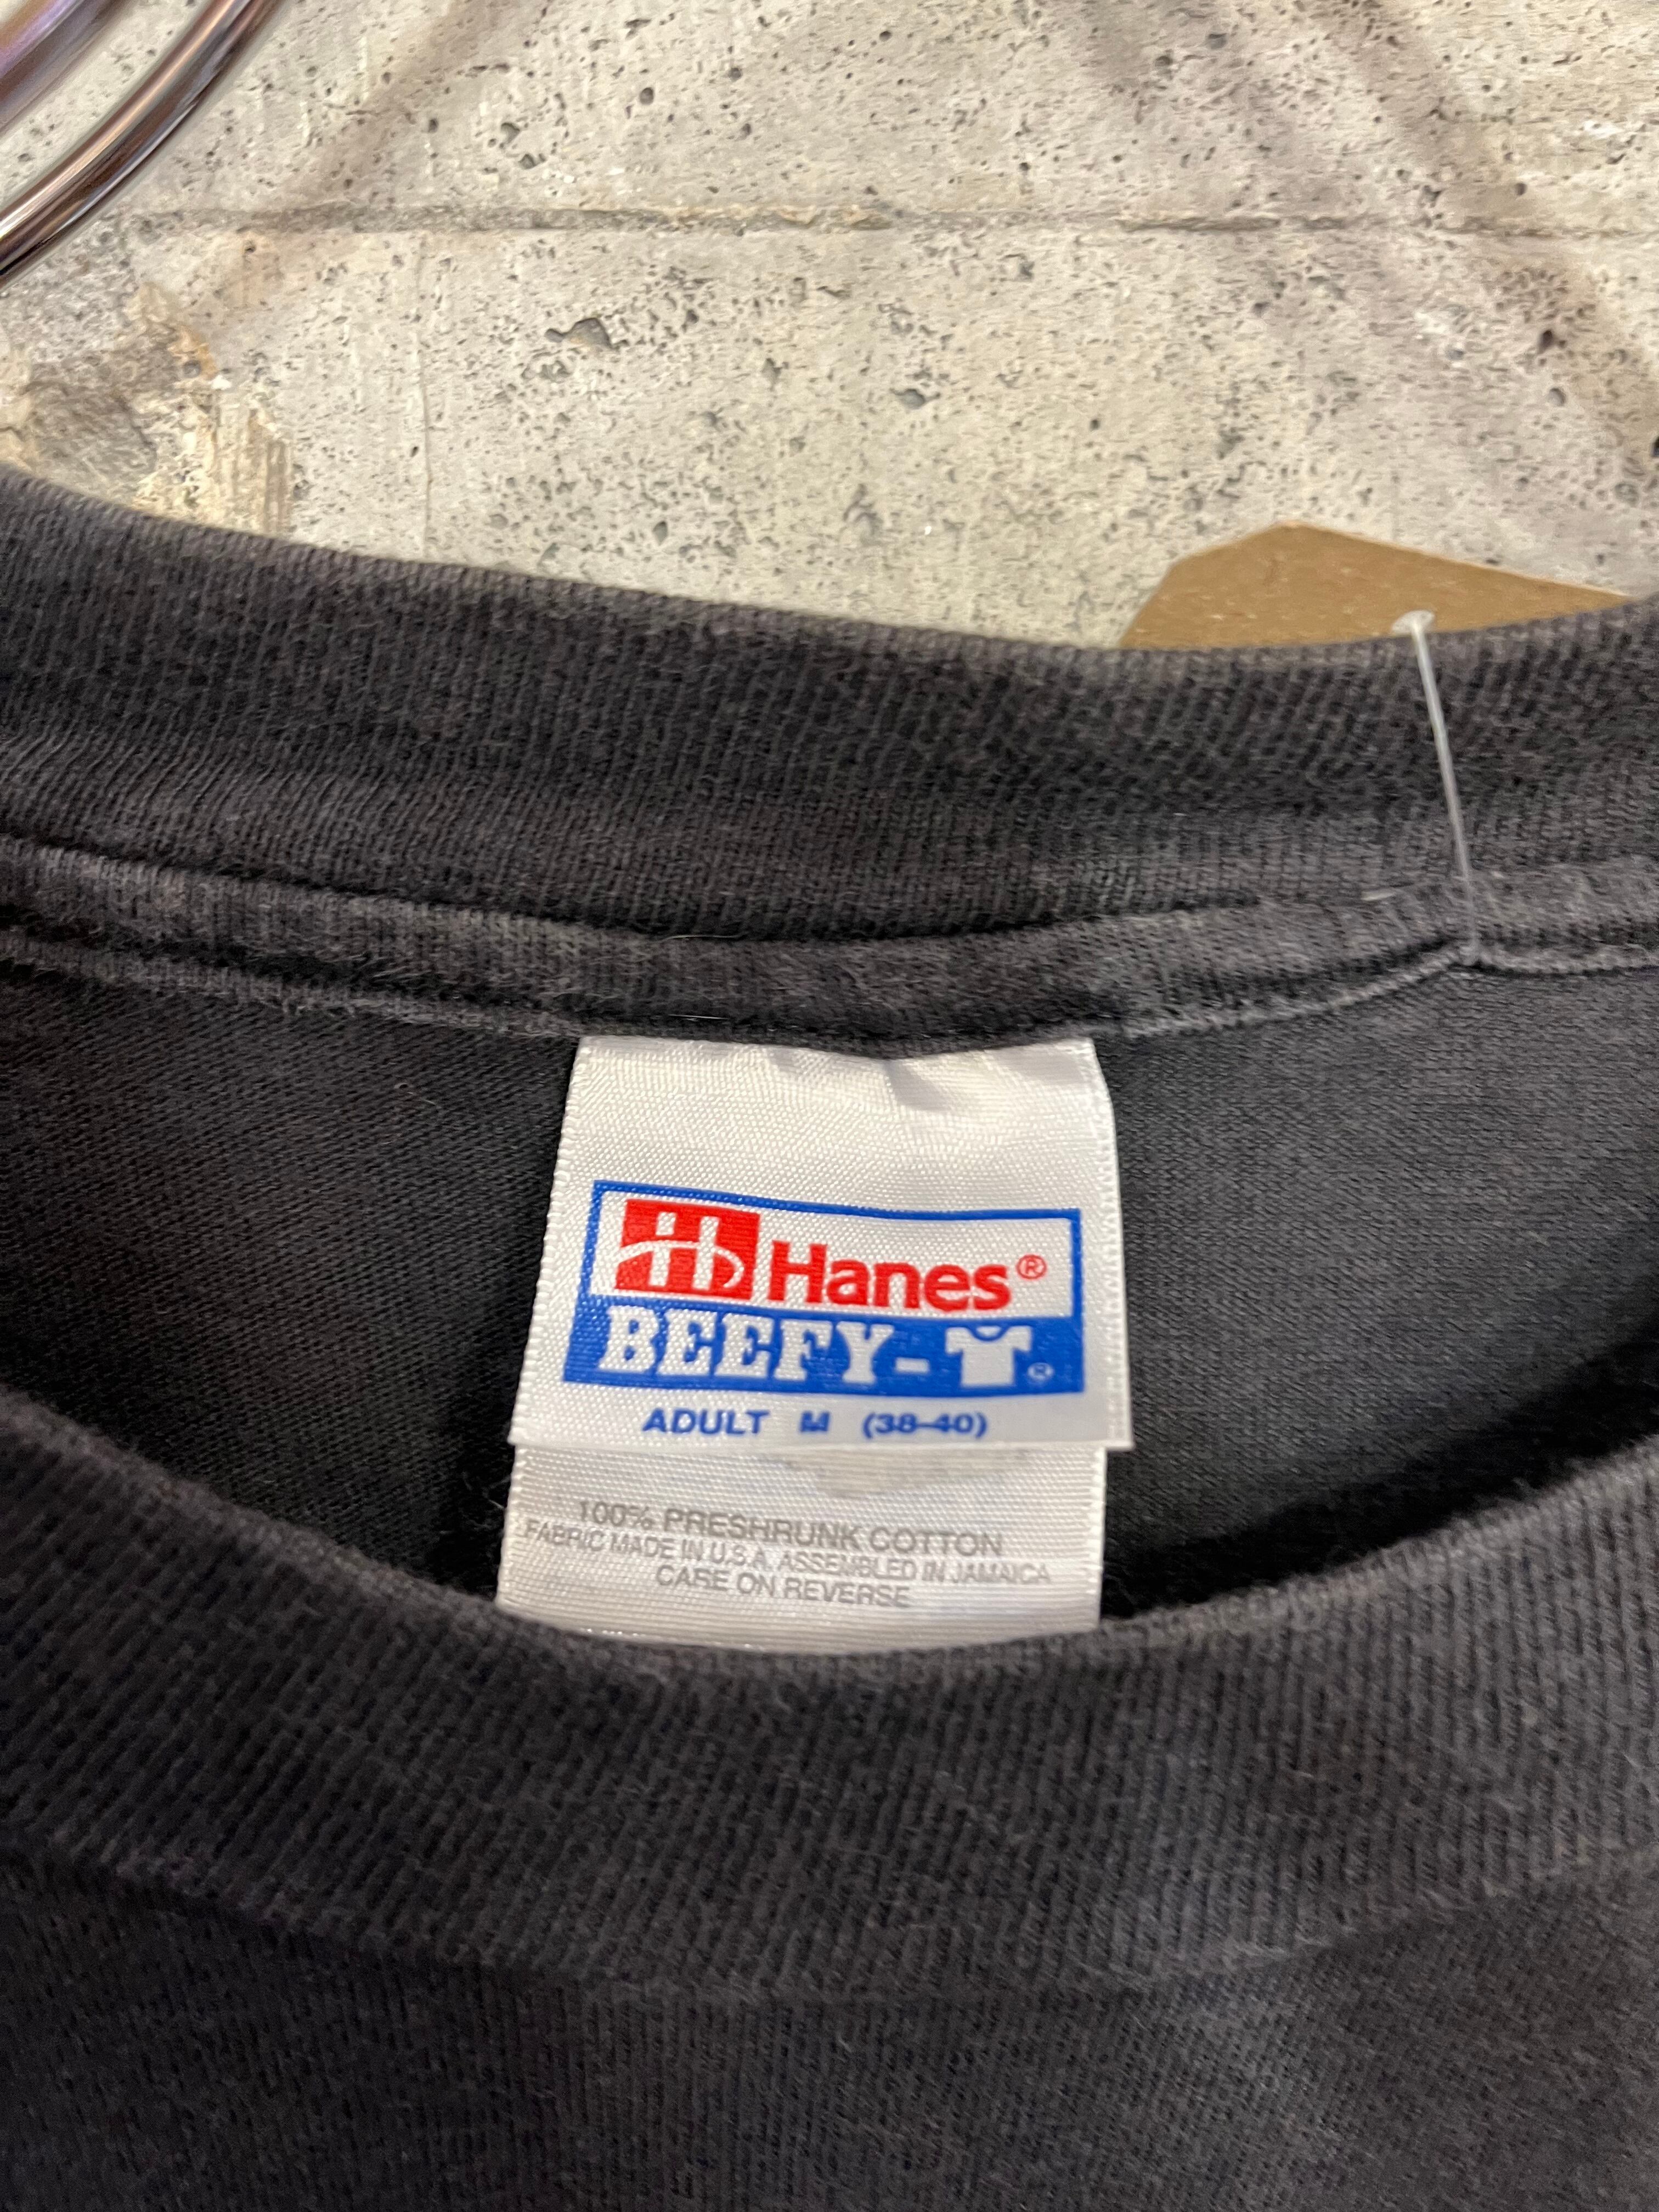 Hanes®
BEEFY-T®
ADULT M (38-40)
100% PRESHRUNK COTTON
FABRIC MADE IN U.S.A. ASSEMBLED IN JAMAICA
CARE ON REVERSE